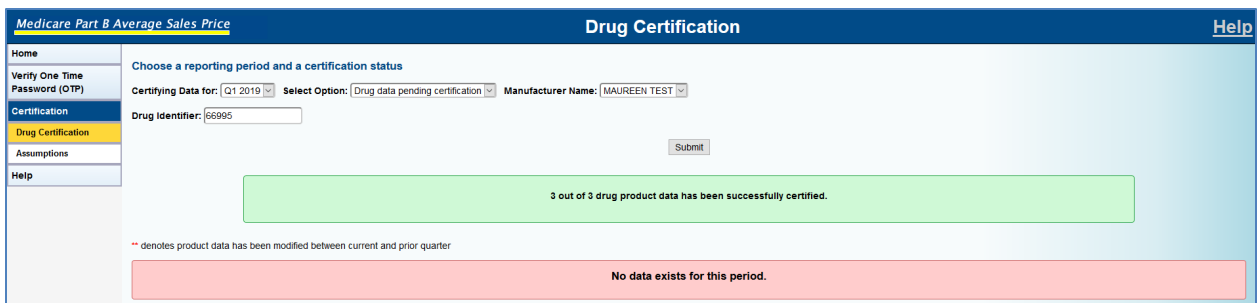 Medicare Part B Average Sales Price
Drug Certification
Help
Home
Verify One Time
Password (OTP)
Certification
Drug Certification
Assumptions
Help
Choose a reporting period and a certification status
Certifying Data for: Q1 2019 Select Option: Drug data pending certification Manufacturer Name: MAUREEN TEST
Drug Identifier: 66995
Submit
3 out of 3 drug product data has been successfully certified.
** denotes product data has been modified between current and prior quarter
No data exists for this period.